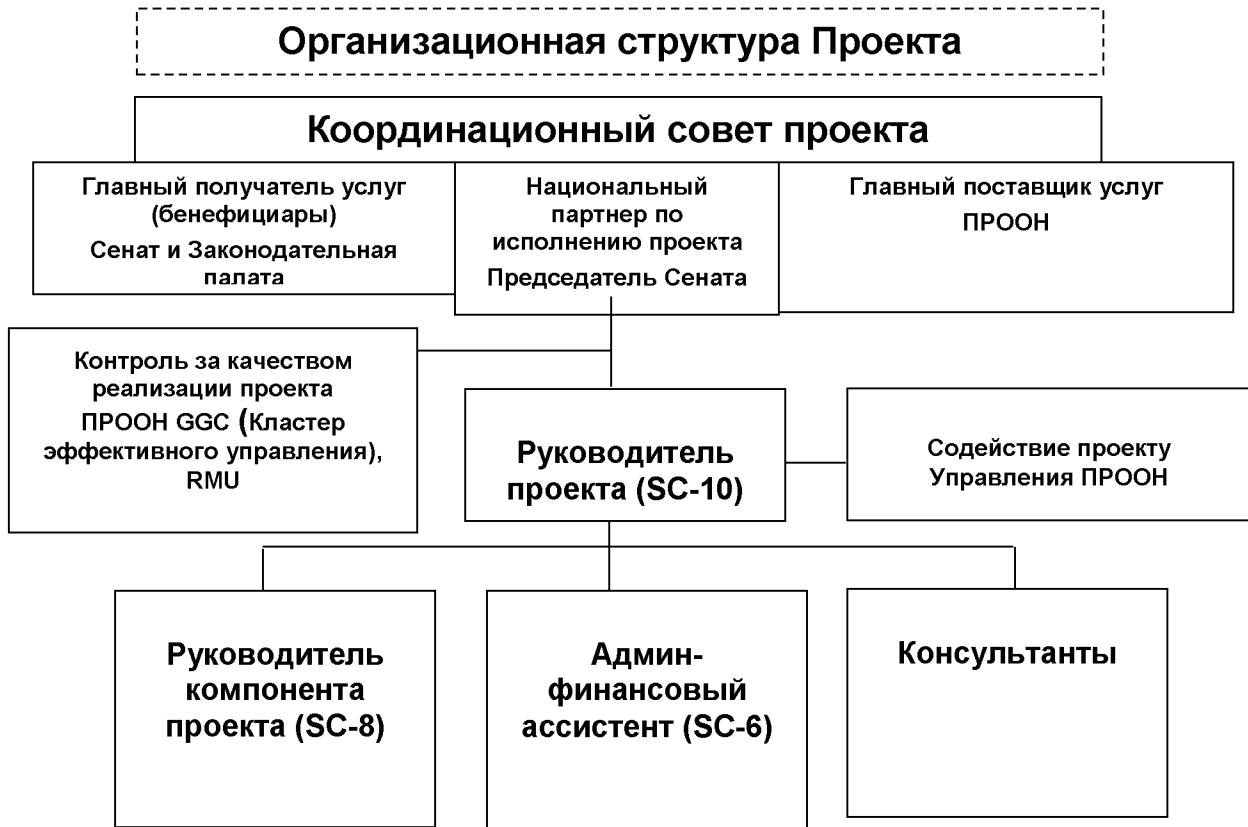 Организационная структура Проекта
Координационный совет проекта
Главный получатель услуг
(бенефициары)
Сенат и Законодательная
палата
Национальный
партнер по
исполнению проекта
Председатель Сената
Главный поставщик услуг
ПРООН
Контроль за качеством
реализации проекта
ПРООН GGC (Кластер
эффективного управления),
RMU
Руководитель
проекта (SC-10)
Содействие проекту
Управления ПРООН
Руководитель
компонента
проекта (SC-8)
Админ-
финансовый
ассистент (SC-6)
Консультанты